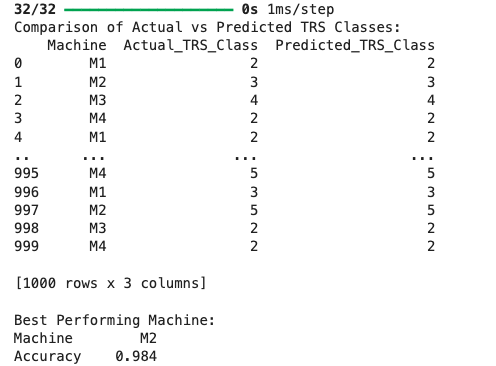 32/32 ━━━━━━━━━━━━━━━━━━━━ 0s 1ms/step
Comparison of Actual vs Predicted TRS Classes:
    Machine  Actual_TRS_Class  Predicted_TRS_Class
0        M1                 2                    2
1        M2                 3                    3
2        M3                 4                    4
3        M4                 2                    2
4        M1                 2                    2
..      ...               ...                  ...
995      M4                 5                    5
996      M1                 3                    3
997      M2                 5                    5
998      M3                 2                    2
999      M4                 2                    2
[1000 rows x 3 columns]
Best Performing Machine:
Machine        M2
Accuracy    0.984